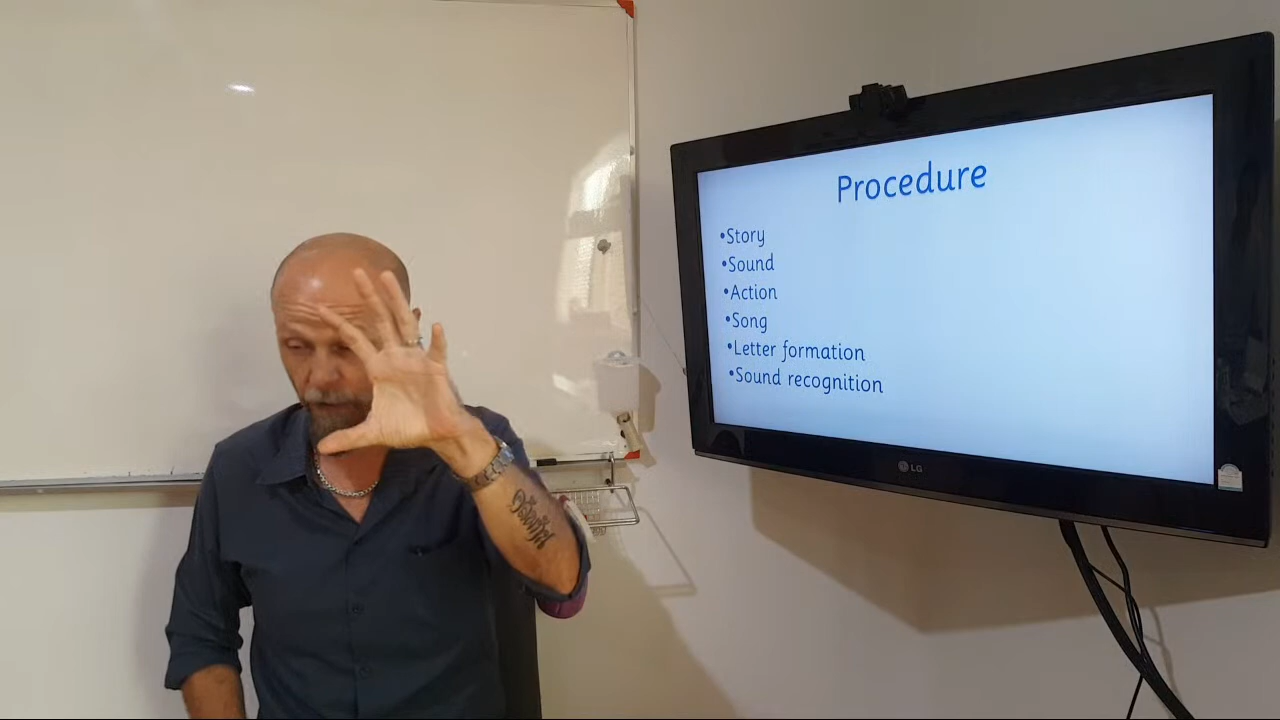 Procedure
•Story
•Sound
•Action
•Song
•Letter formation
•Sound recognition
LG